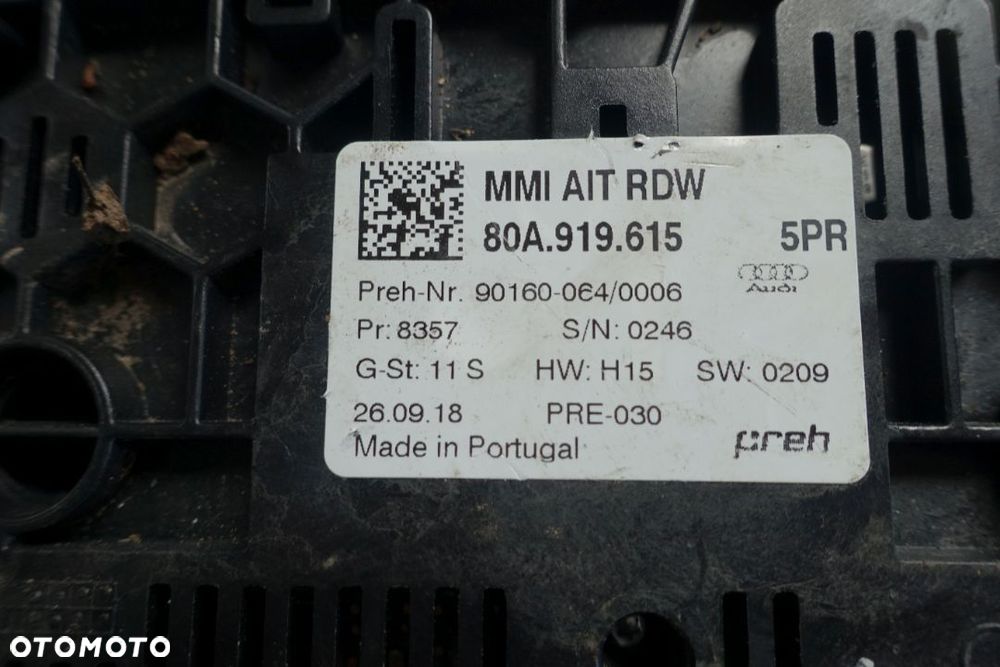 MMI AIT RDW
80A.919.615 5PR
Audi
Preh-Nr. 90160-064/0006
Pr: 8357 S/N: 0246
G-St: 11 S HW: H15 SW: 0209
26.09.18 PRE-030
Made in Portugal preh
OTOMOTO